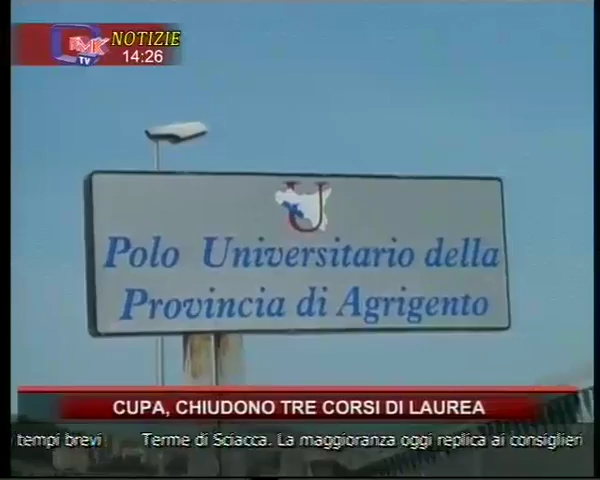 RMK
TV
NOTIZIE
14:26
U
Polo Universitario della
Provincia di Agrigento
CUPA, CHIUDONO TRE CORSI DI LAUREA
tempi brevi Terme di Sciacca. La maggioranza oggi replica ai consiglieri